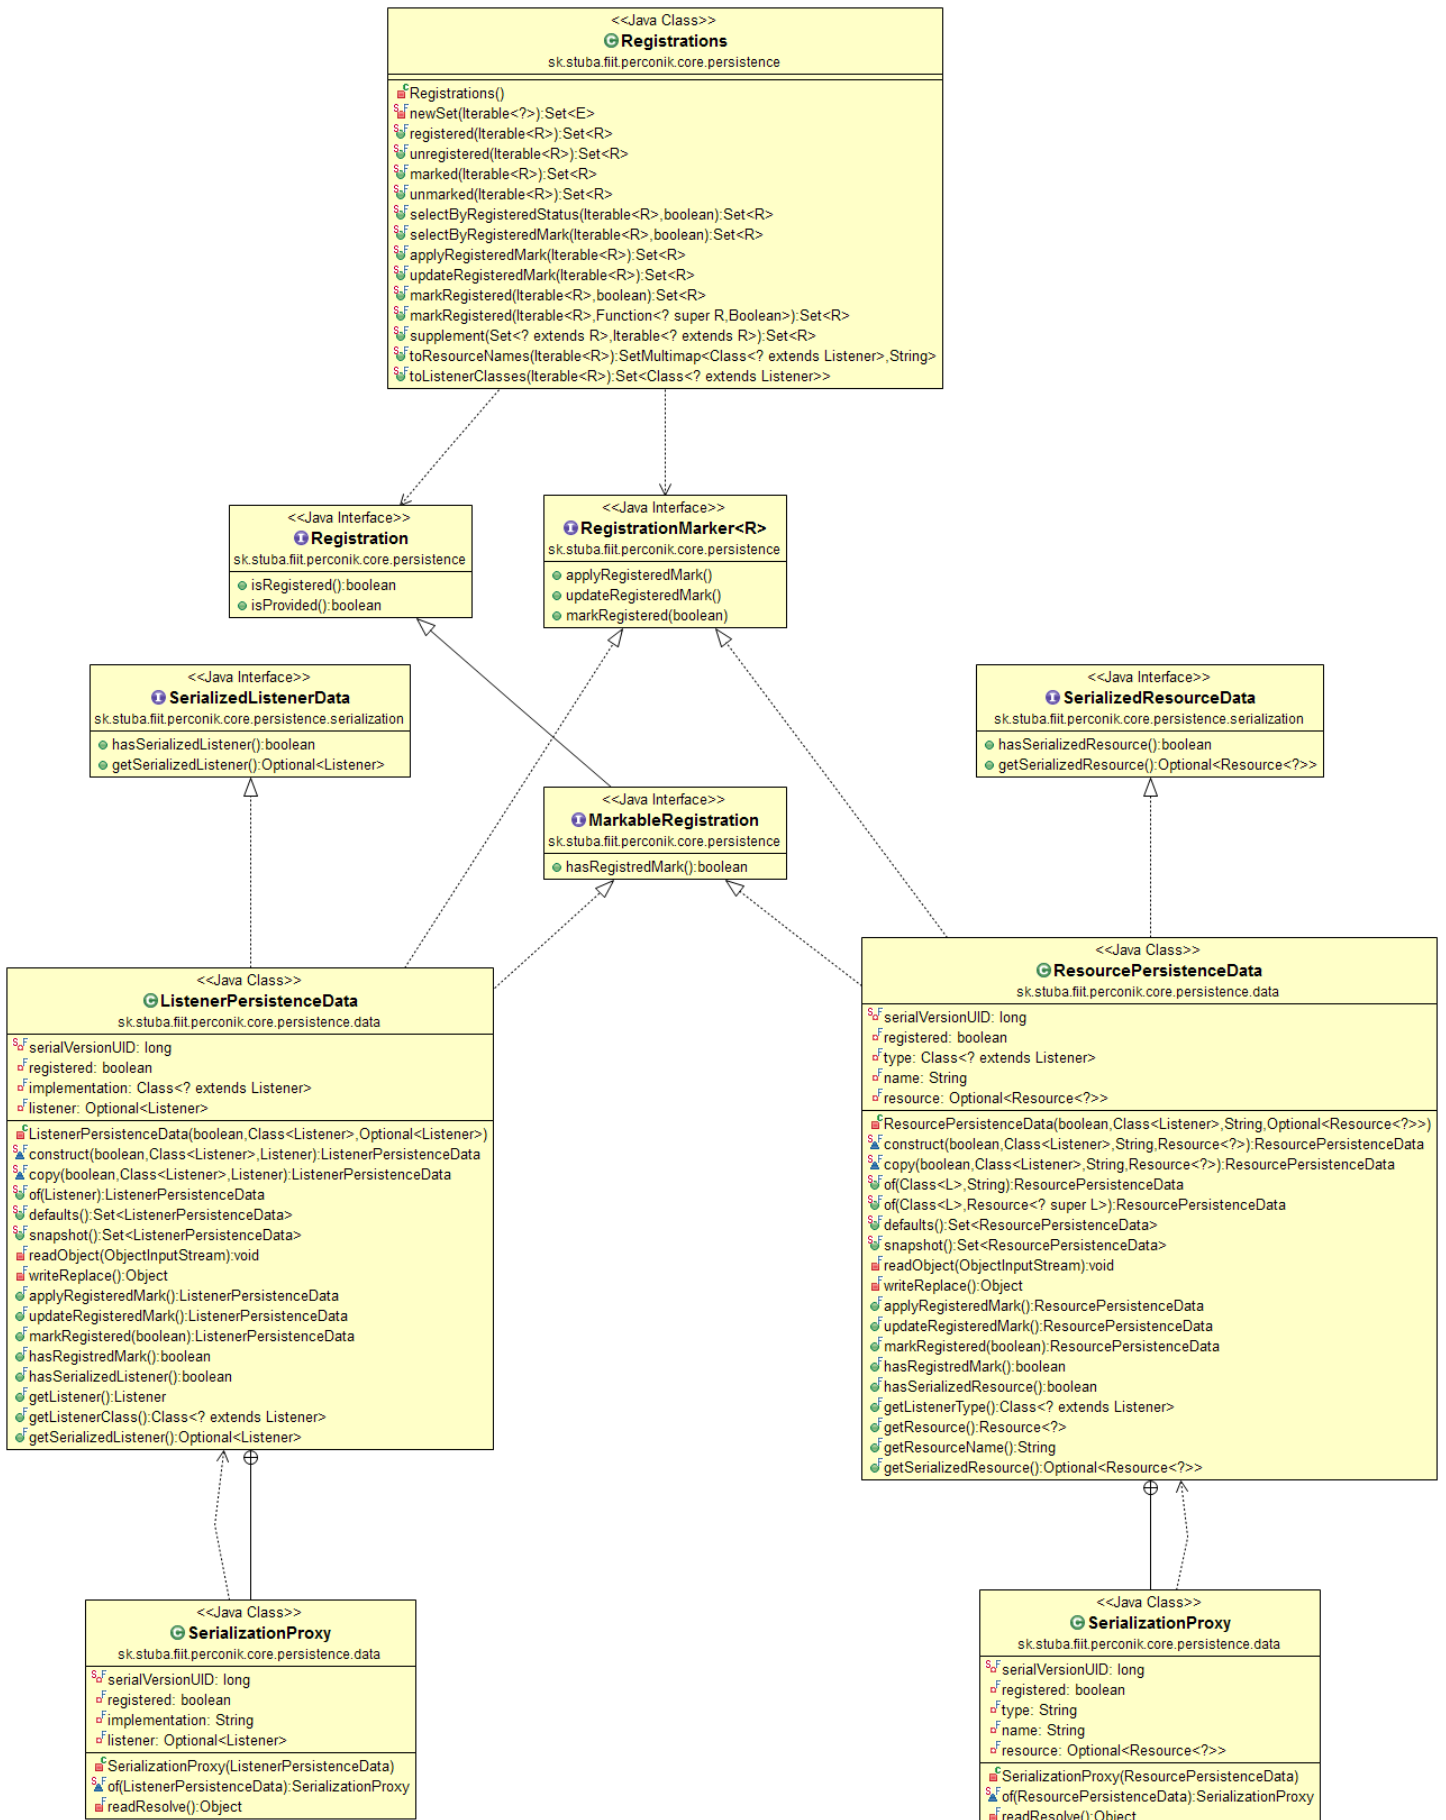 <<Java Class>>
Registrations
sk.stuba.fiit.perconik.core.persistence
Registrations()
newSet(Iterable<?>):Set<E>
registered(Iterable<R>):Set<R>
unregistered(Iterable<R>):Set<R>
marked(Iterable<R>):Set<R>
unmarked(Iterable<R>):Set<R>
selectByRegisteredStatus(Iterable<R>,boolean):Set<R>
selectByRegisteredMark(Iterable<R>,boolean):Set<R>
applyRegisteredMark(Iterable<R>):Set<R>
updateRegisteredMark(Iterable<R>):Set<R>
markRegistered(Iterable<R>,boolean):Set<R>
markRegistered(Iterable<R>,Function<? super R,Boolean>):Set<R>
supplement(Set<? extends R>,Iterable<? extends R>):Set<R>
toResourceNames(Iterable<R>):SetMultimap<Class<? extends Listener>,String>
toListenerClasses(Iterable<R>):Set<Class<? extends Listener>>
<<Java Interface>>
Registration
sk.stuba.fiit.perconik.core.persistence
isRegistered():boolean
isProvided():boolean
<<Java Interface>>
RegistrationMarker<R>
sk.stuba.fiit.perconik.core.persistence
applyRegisteredMark()
updateRegisteredMark()
markRegistered(boolean)
<<Java Interface>>
SerializedListenerData
sk.stuba.fiit.perconik.core.persistence.serialization
hasSerializedListener():boolean
getSerializedListener():Optional<Listener>
<<Java Interface>>
SerializedResourceData
sk.stuba.fiit.perconik.core.persistence.serialization
hasSerializedResource():boolean
getSerializedResource():Optional<Resource<?>>
<<Java Interface>>
MarkableRegistration
sk.stuba.fiit.perconik.core.persistence
hasRegistredMark():boolean
<<Java Class>>
ListenerPersistenceData
sk.stuba.fiit.perconik.core.persistence.data
serialVersionUID: long
registered: boolean
implementation: Class<? extends Listener>
listener: Optional<Listener>
ListenerPersistenceData(boolean,Class<Listener>,Optional<Listener>)
construct(boolean,Class<Listener>,Listener):ListenerPersistenceData
copy(boolean,Class<Listener>,Listener):ListenerPersistenceData
of(Listener):ListenerPersistenceData
defaults():Set<ListenerPersistenceData>
snapshot():Set<ListenerPersistenceData>
readObject(ObjectInputStream):void
writeReplace():Object
applyRegisteredMark():ListenerPersistenceData
updateRegisteredMark():ListenerPersistenceData
markRegistered(boolean):ListenerPersistenceData
hasRegistredMark():boolean
hasSerializedListener():boolean
getListener():Listener
getListenerClass():Class<? extends Listener>
getSerializedListener():Optional<Listener>
<<Java Class>>
ResourcePersistenceData
sk.stuba.fiit.perconik.core.persistence.data
serialVersionUID: long
registered: boolean
type: Class<? extends Listener>
name: String
resource: Optional<Resource<?>>
ResourcePersistenceData(boolean,Class<Listener>,String,Optional<Resource<?>>)
construct(boolean,Class<Listener>,String,Resource<?>):ResourcePersistenceData
copy(boolean,Class<Listener>,String,Resource<?>):ResourcePersistenceData
of(Class<L>,String):ResourcePersistenceData
of(Class<L>,Resource<? super L>):ResourcePersistenceData
defaults():Set<ResourcePersistenceData>
snapshot():Set<ResourcePersistenceData>
readObject(ObjectInputStream):void
writeReplace():Object
applyRegisteredMark():ResourcePersistenceData
updateRegisteredMark():ResourcePersistenceData
markRegistered(boolean):ResourcePersistenceData
hasRegistredMark():boolean
hasSerializedResource():boolean
getListenerType():Class<? extends Listener>
getResource():Resource<?>
getResourceName():String
getSerializedResource():Optional<Resource<?>>
<<Java Class>>
SerializationProxy
sk.stuba.fiit.perconik.core.persistence.data
serialVersionUID: long
registered: boolean
implementation: String
listener: Optional<Listener>
SerializationProxy(ListenerPersistenceData)
of(ListenerPersistenceData):SerializationProxy
readResolve():Object
<<Java Class>>
SerializationProxy
sk.stuba.fiit.perconik.core.persistence.data
serialVersionUID: long
registered: boolean
type: String
name: String
resource: Optional<Resource<?>>
SerializationProxy(ResourcePersistenceData)
of(ResourcePersistenceData):SerializationProxy
readResolve():Object